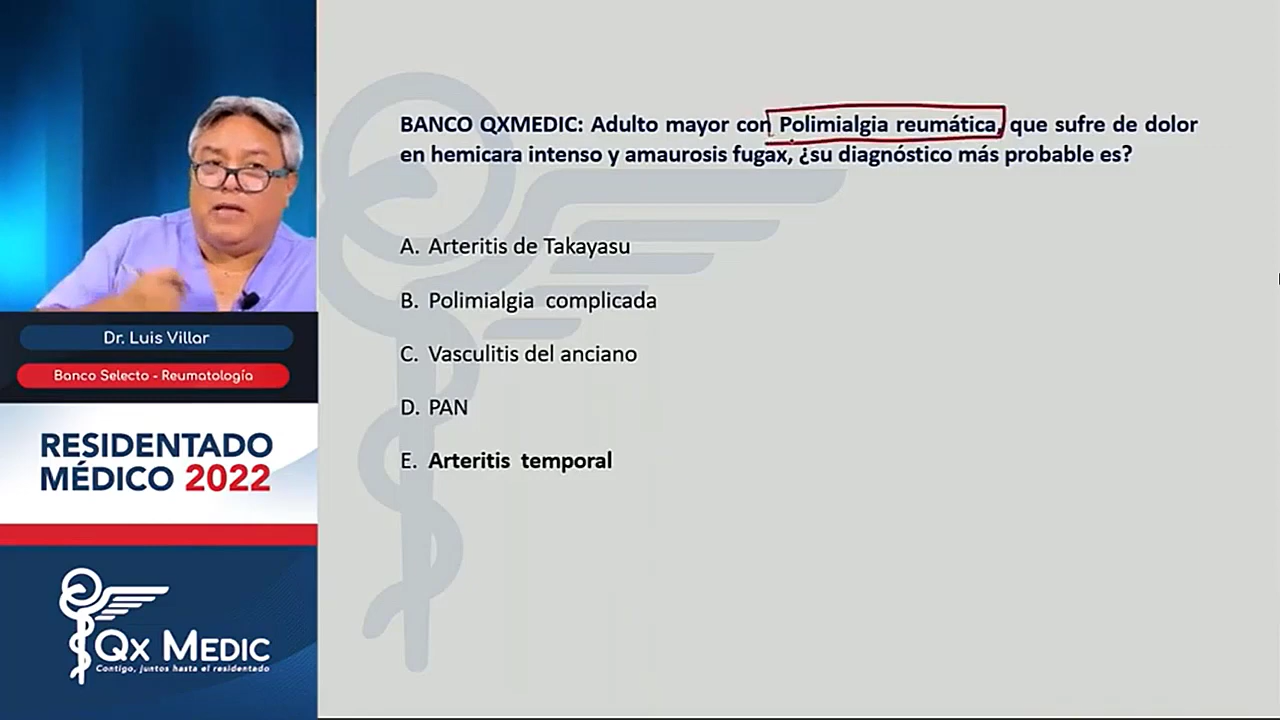 BANCO QXMEDIC: Adulto mayor con Polimialgia reumática, que sufre de dolor
en hemicara intenso y amaurosis fugax, ¿su diagnóstico más probable es?
A. Arteritis de Takayasu
B. Polimialgia complicada
C. Vasculitis del anciano
D. PAN
E. Arteritis temporal
Dr. Luis Villar
Banco Selecto - Reumatología
RESIDENTADO
MÉDICO 2022
QX MEDIC
Contigo, juntos hasta el residentado